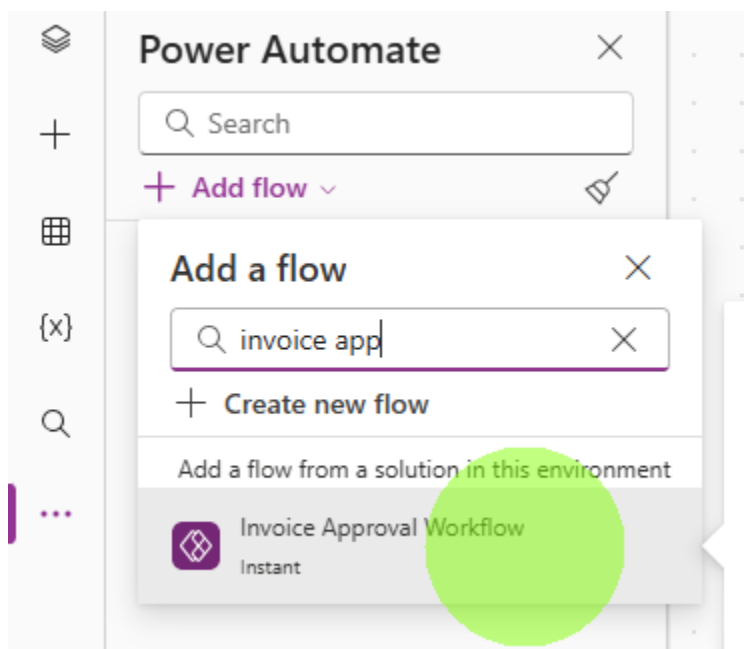 Power Automate
Search
Add flow
Add a flow
{x}
invoice app
Create new flow
Add a flow from a solution in this environment
Invoice Approval Workflow
Instant